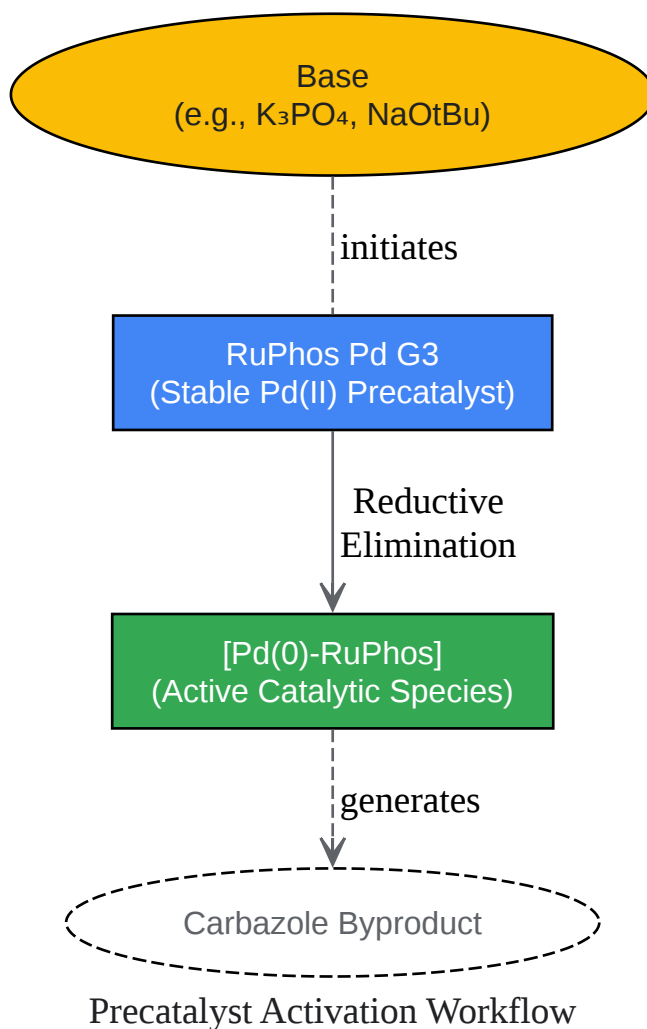 Base
(e.g., K₃PO₄, NaOtBu)
initiates
RuPhos Pd G3
(Stable Pd(II) Precatalyst)
Reductive
Elimination
[Pd(0)-RuPhos]
(Active Catalytic Species)
generates
Carbazole Byproduct
Precatalyst Activation Workflow